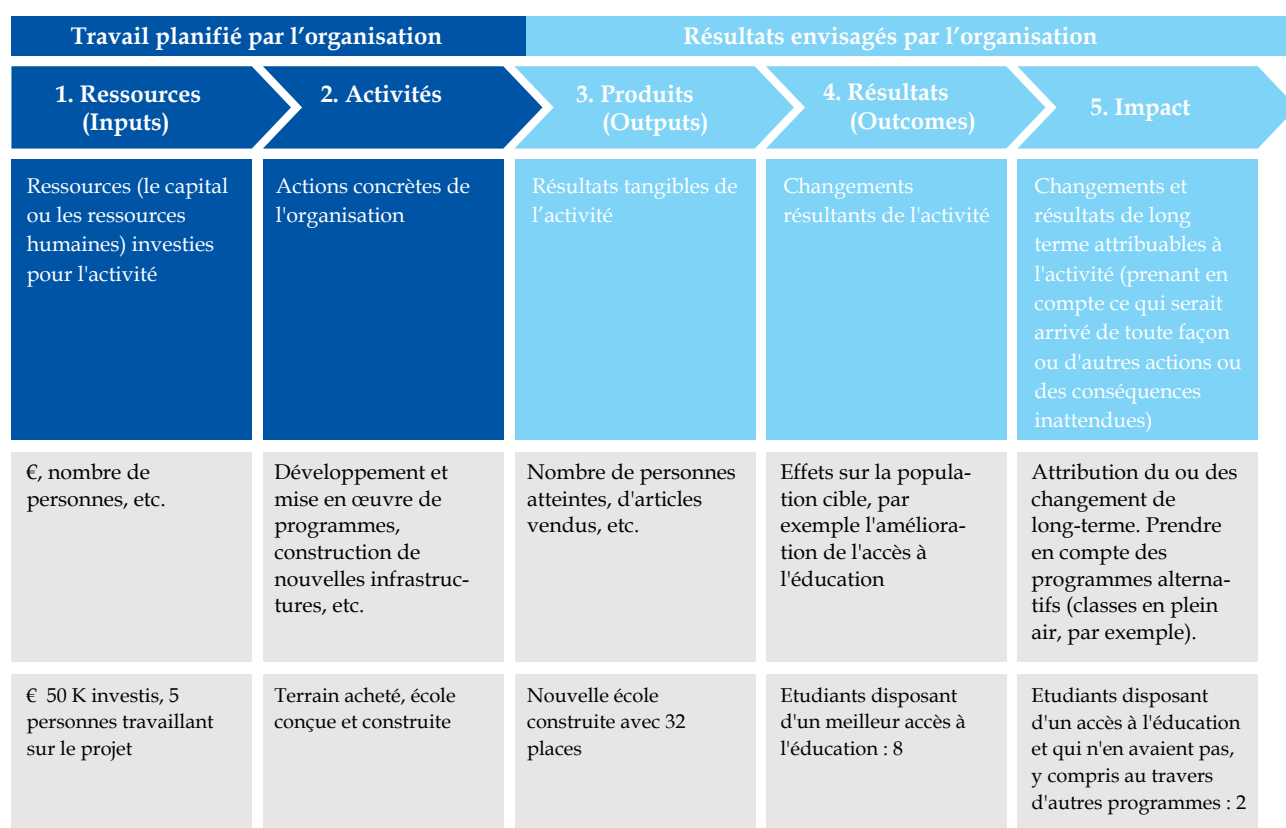 Travail planifié par l’organisation
Résultats envisagés par l’organisation
1. Ressources
(Inputs)
2. Activités
3. Produits
(Outputs)
4. Résultats
(Outcomes)
5. Impact
Ressources (le capital
ou les ressources
humaines) investies
pour l'activité
Actions concrètes de
l'organisation
Résultats tangibles de
l’activité
Changements
résultants de l'activité
Changements et
résultats de long
terme attribuables à
l'activité (prenant en
compte ce qui serait
arrivé de toute façon
ou d'autres actions ou
des conséquences
inattendues)
€, nombre de
personnes, etc.
Développement et
mise en œuvre de
programmes,
construction de
nouvelles infrastruc-
tures, etc.
Nombre de personnes
atteintes, d'articles
vendus, etc.
Effets sur la popula-
tion cible, par
exemple l'améliora-
tion de l'accès à
l'éducation
Attribution du ou des
changement de
long-terme. Prendre
en compte des
programmes alterna-
tifs (classes en plein
air, par exemple).
€ 50 K investis, 5
personnes travaillant
sur le projet
Terrain acheté, école
conçue et construite
Nouvelle école
construite avec 32
places
Etudiants disposant
d'un meilleur accès à
l'éducation : 8
Etudiants disposant
d'un accès à l'éducation
et qui n'en avaient pas,
y compris au travers
d'autres programmes : 2